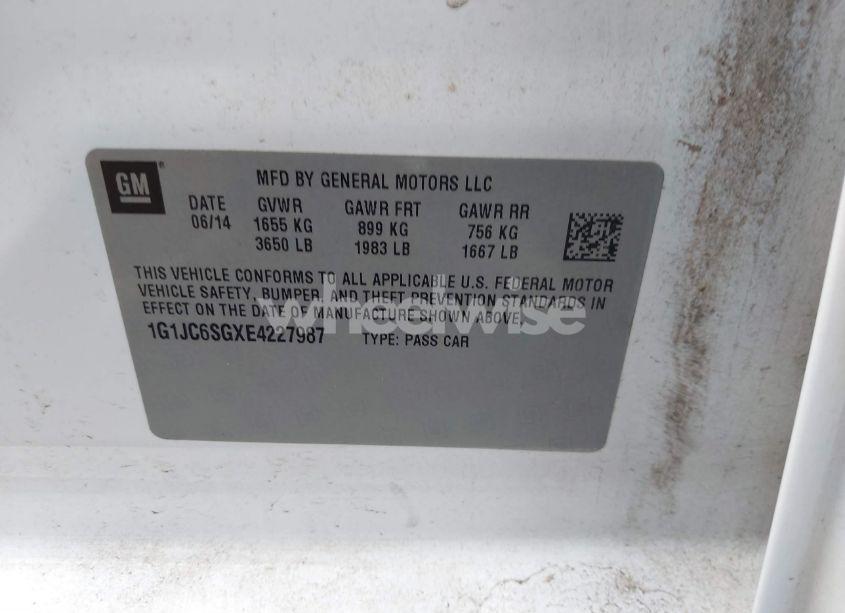 GM
MFD BY GENERAL MOTORS LLC
DATE GVWR GAWR FRT GAWR RR
06/14 1655 KG 899 KG 756 KG
3650 LB 1983 LB 1667 LB
THIS VEHICLE CONFORMS TO ALL APPLICABLE U.S. FEDERAL MOTOR
VEHICLE SAFETY, BUMPER, AND THEFT PREVENTION STANDARDS IN
EFFECT ON THE DATE OF MANUFACTURE SHOWN ABOVE.
wheelwise
1G1JC6SGXE4227987 TYPE: PASS CAR